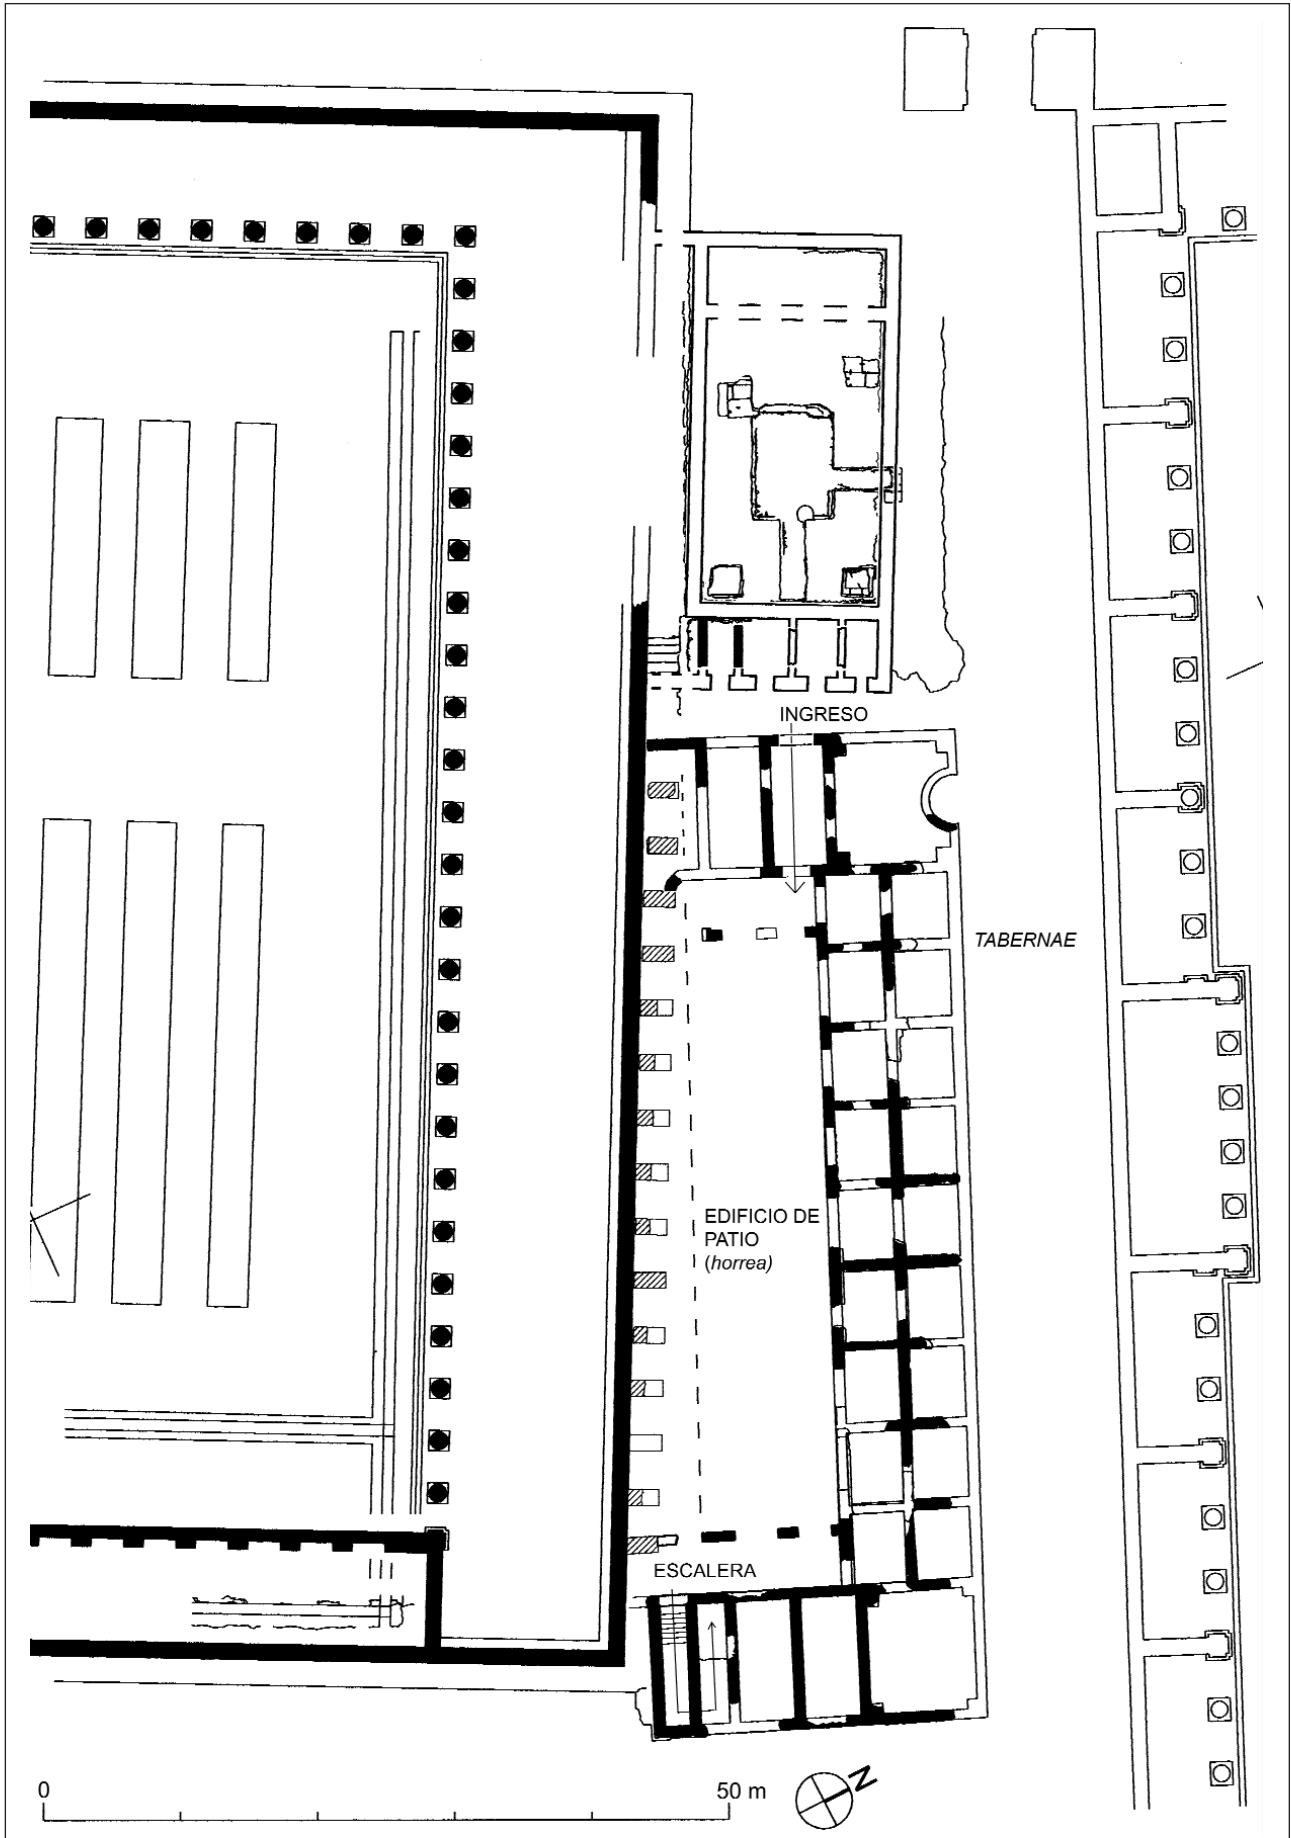 INGRESO
TABERNAE
EDIFICIO DE
PATIO
(horrea)
ESCALERA
0
50 m
N